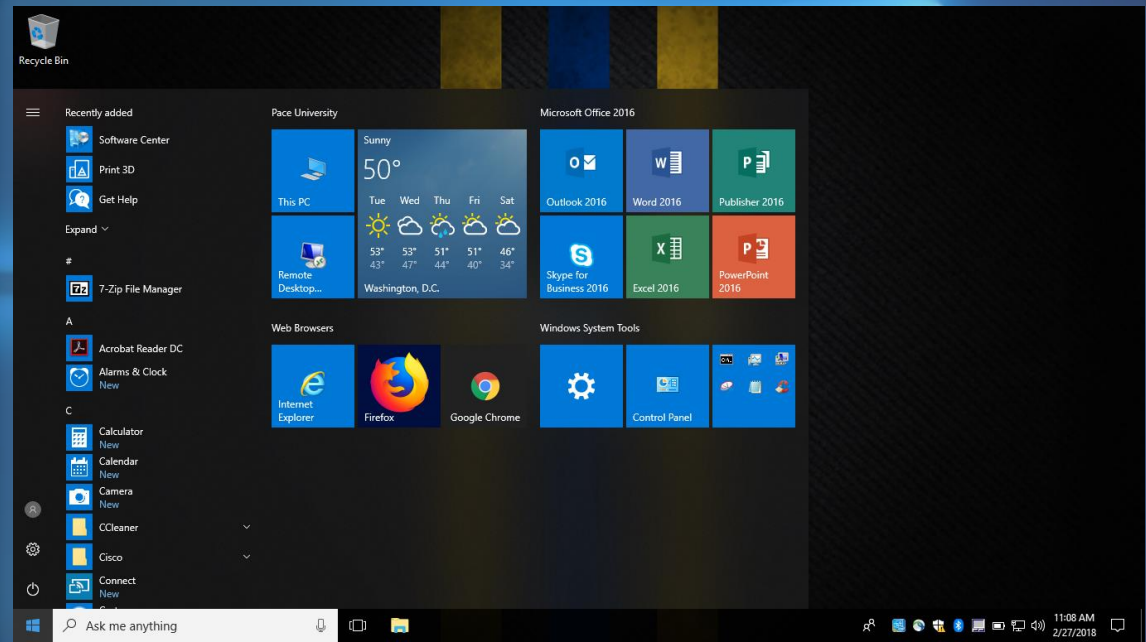 Recycle Bin
Recently added
Software Center
Print 3D
Get Help
Expand
#
7-Zip File Manager
A
Acrobat Reader DC
Alarms & Clock
New
C
Calculator
New
Calendar
New
Camera
New
CCleaner
Cisco
Connect
New
Pace University
This PC
Sunny
50°
Tue Wed Thu Fri Sat
53° 53° 51° 51° 46°
43° 47° 44° 40° 34°
Washington, D.C.
Remote
Desktop...
Microsoft Office 2016
Outlook 2016
Word 2016
Publisher 2016
Skype for
Business 2016
Excel 2016
PowerPoint
2016
Web Browsers
Internet
Explorer
Firefox
Google Chrome
Windows System Tools
Control Panel
Ask me anything
11:08 AM
2/27/2018